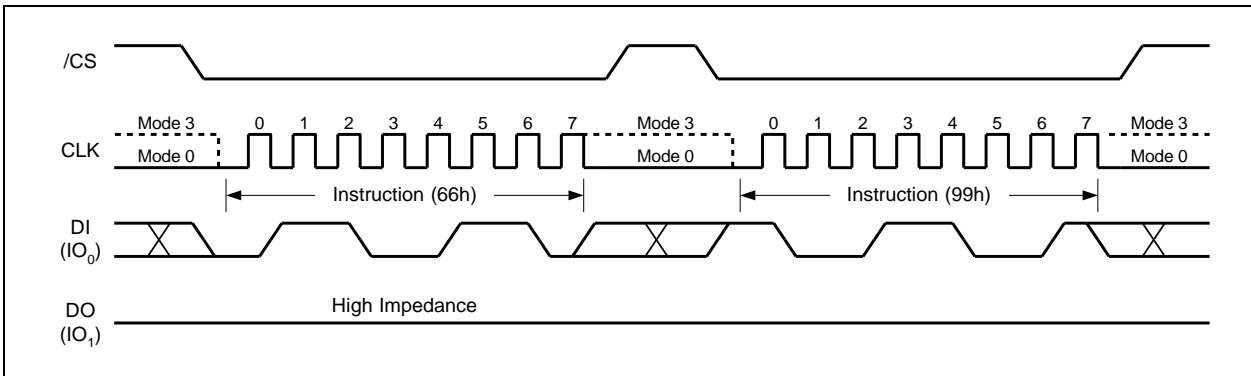 /CS
Mode 3 0 1 2 3 4 5 6 7 Mode 3 0 1 2 3 4 5 6 7 Mode 3
CLK
Mode 0 Mode 0 Mode 0
Instruction (66h) Instruction (99h)
DI
(IO0)
High Impedance
DO
(IO1)